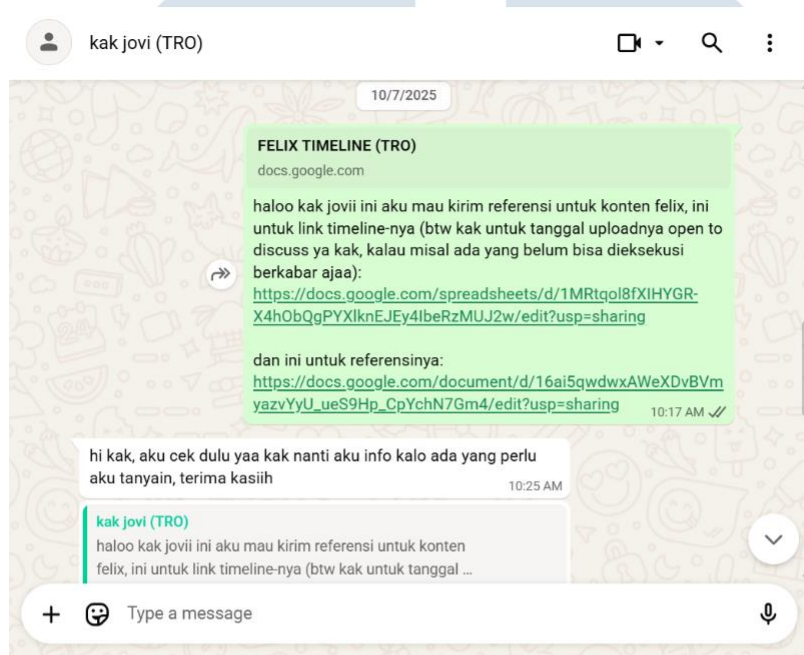 kak jovi (TRO)
10/7/2025
FELIX TIMELINE (TRO)
docs.google.com
haloo kak jovii ini aku mau kirim referensi untuk konten felix, ini
untuk link timeline-nya (btw kak untuk tanggal uploadnya open to
discuss ya kak, kalau misal ada yang belum bisa dieksekusi
berkabar ajaa):
https://docs.google.com/spreadsheets/d/1MRtqol8fXIHYGR-
X4hObQgPYXlknEJEy4IbeRzMUJ2w/edit?usp=sharing
dan ini untuk referensinya:
https://docs.google.com/document/d/16ai5qwdwxAWeXDvBVm
yazvYyU_ueS9Hp_CpYchN7Gm4/edit?usp=sharing
10:17 AM
hi kak, aku cek dulu yaa kak nanti aku info kalo ada yang perlu
aku tanyain, terima kasiih
10:25 AM
kak jovi (TRO)
haloo kak jovii ini aku mau kirim referensi untuk konten
felix, ini untuk link timeline-nya (btw kak untuk tanggal ...
Type a message